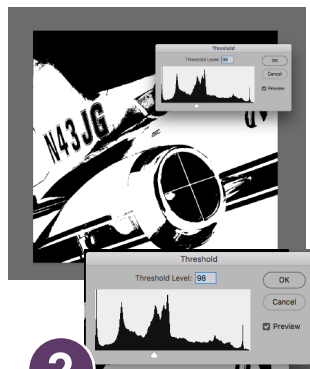 Threshold
Threshold Level: 98
OK
Cancel
Preview
N43JG
Threshold
Threshold Level: 98
OK
Cancel
Preview
2